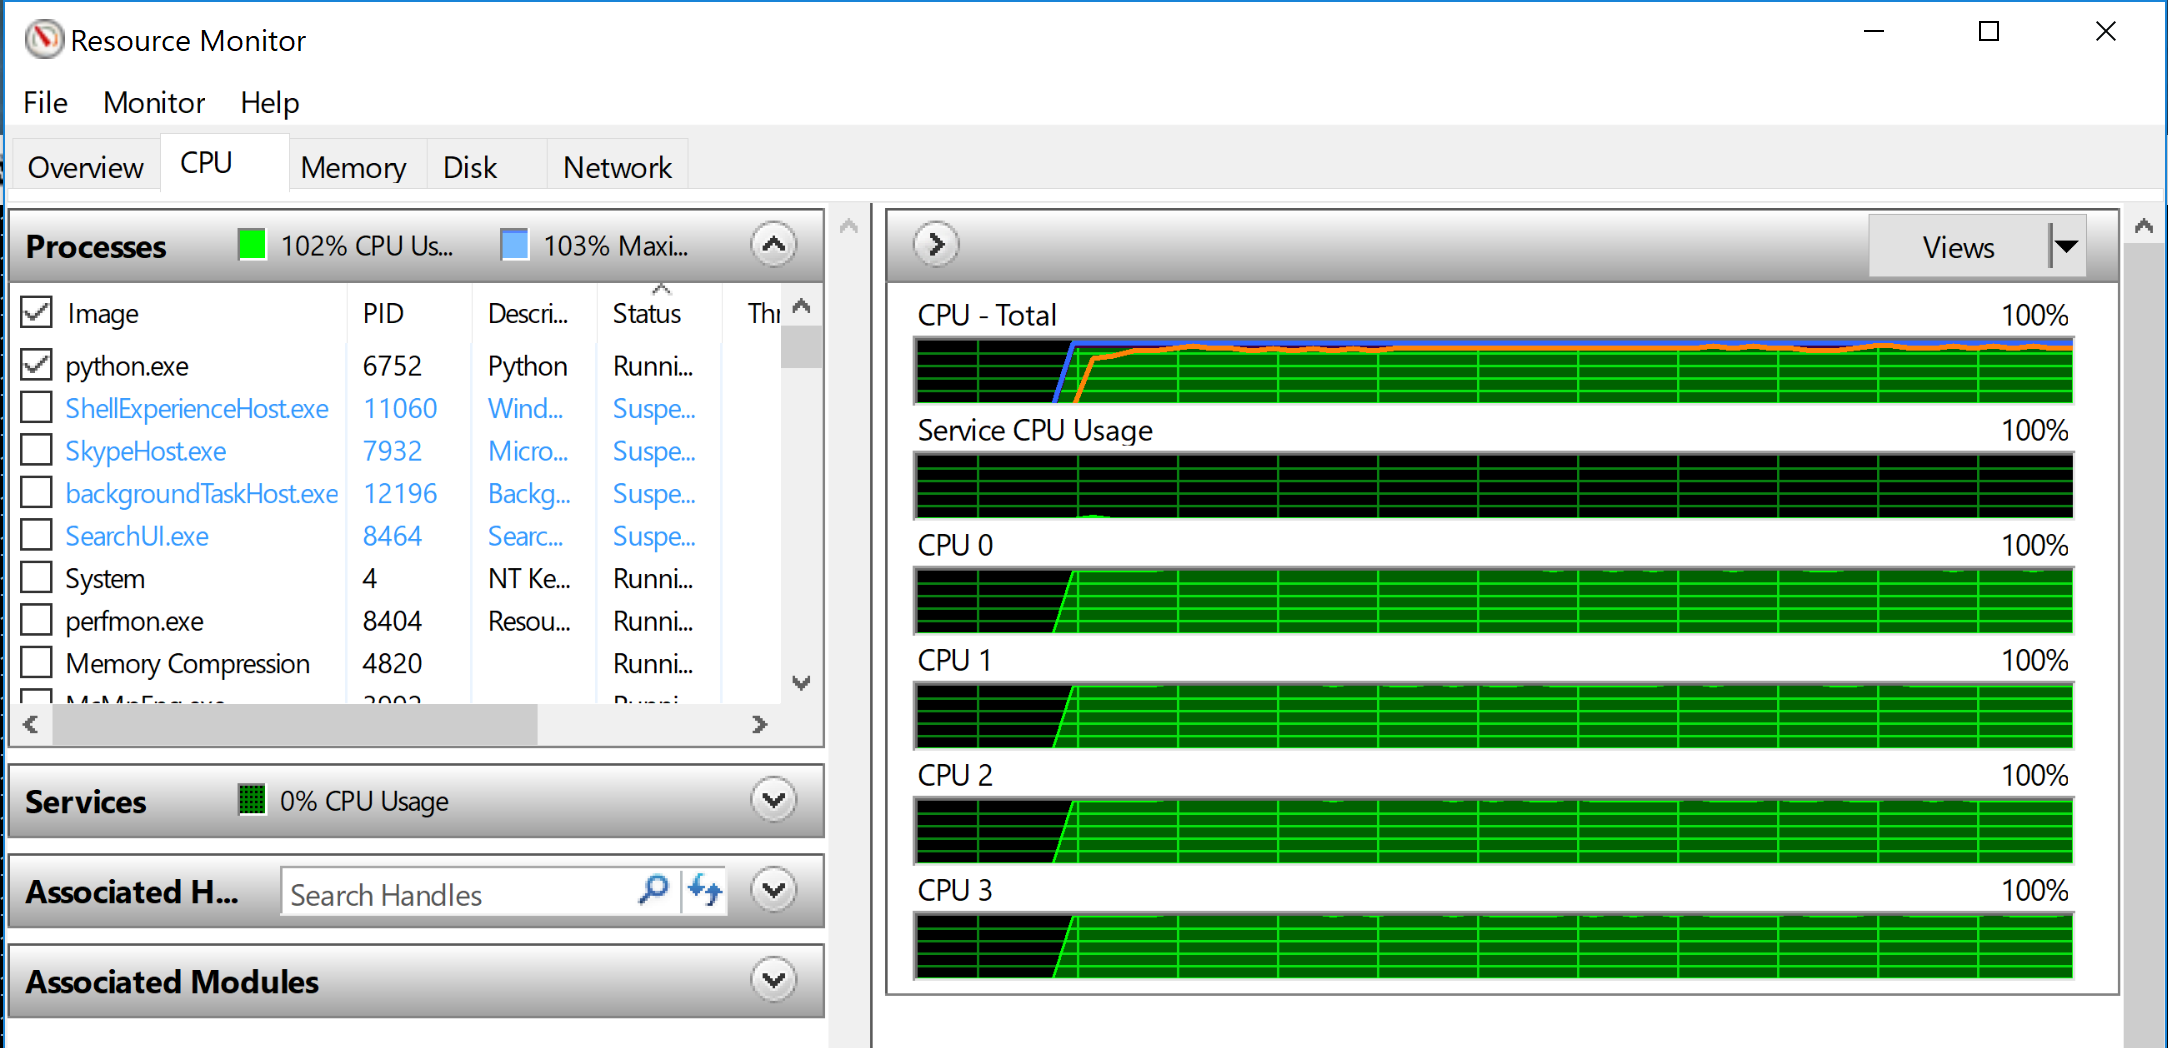 Resource Monitor
File Monitor Help
Overview CPU Memory Disk Network
Processes 102% CPU Us... 103% Maxi...
Image PID Descri... Status Thr
python.exe 6752 Python Runni...
ShellExperienceHost.exe 11060 Wind... Suspe...
SkypeHost.exe 7932 Micro... Suspe...
backgroundTaskHost.exe 12196 Backg... Suspe...
SearchUI.exe 8464 Searc... Suspe...
System 4 NT Ke... Runni...
perfmon.exe 8404 Resou... Runni...
Memory Compression 4820 Runni...
MsMpEng.exe Runni...
Services 0% CPU Usage
Associated H... Search Handles
Associated Modules
Views
CPU - Total 100%
Service CPU Usage 100%
CPU 0 100%
CPU 1 100%
CPU 2 100%
CPU 3 100%